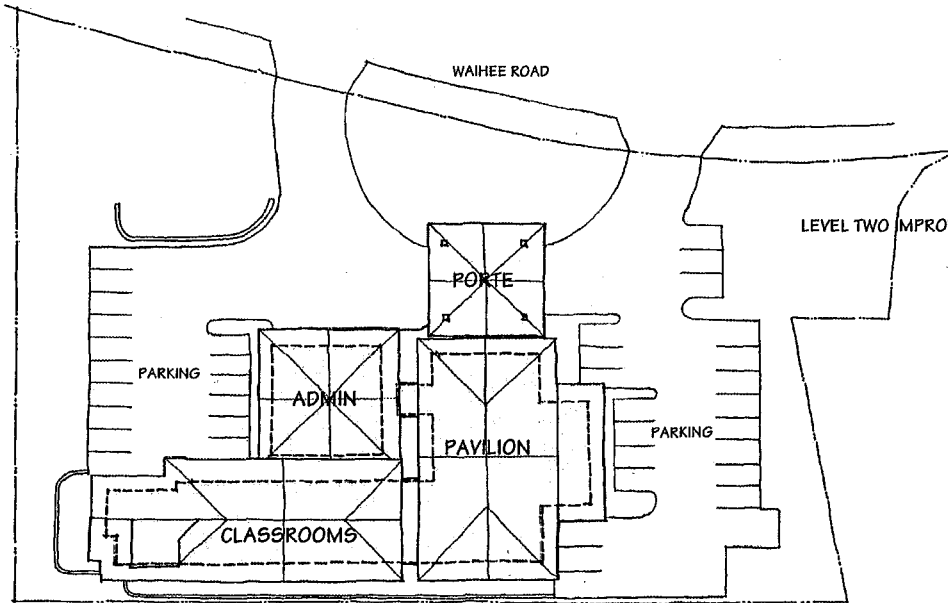 WAIHEE ROAD
LEVEL TWO IMPRO
PORTE
PARKING
ADMIN
PAVILION
PARKING
CLASSROOMS